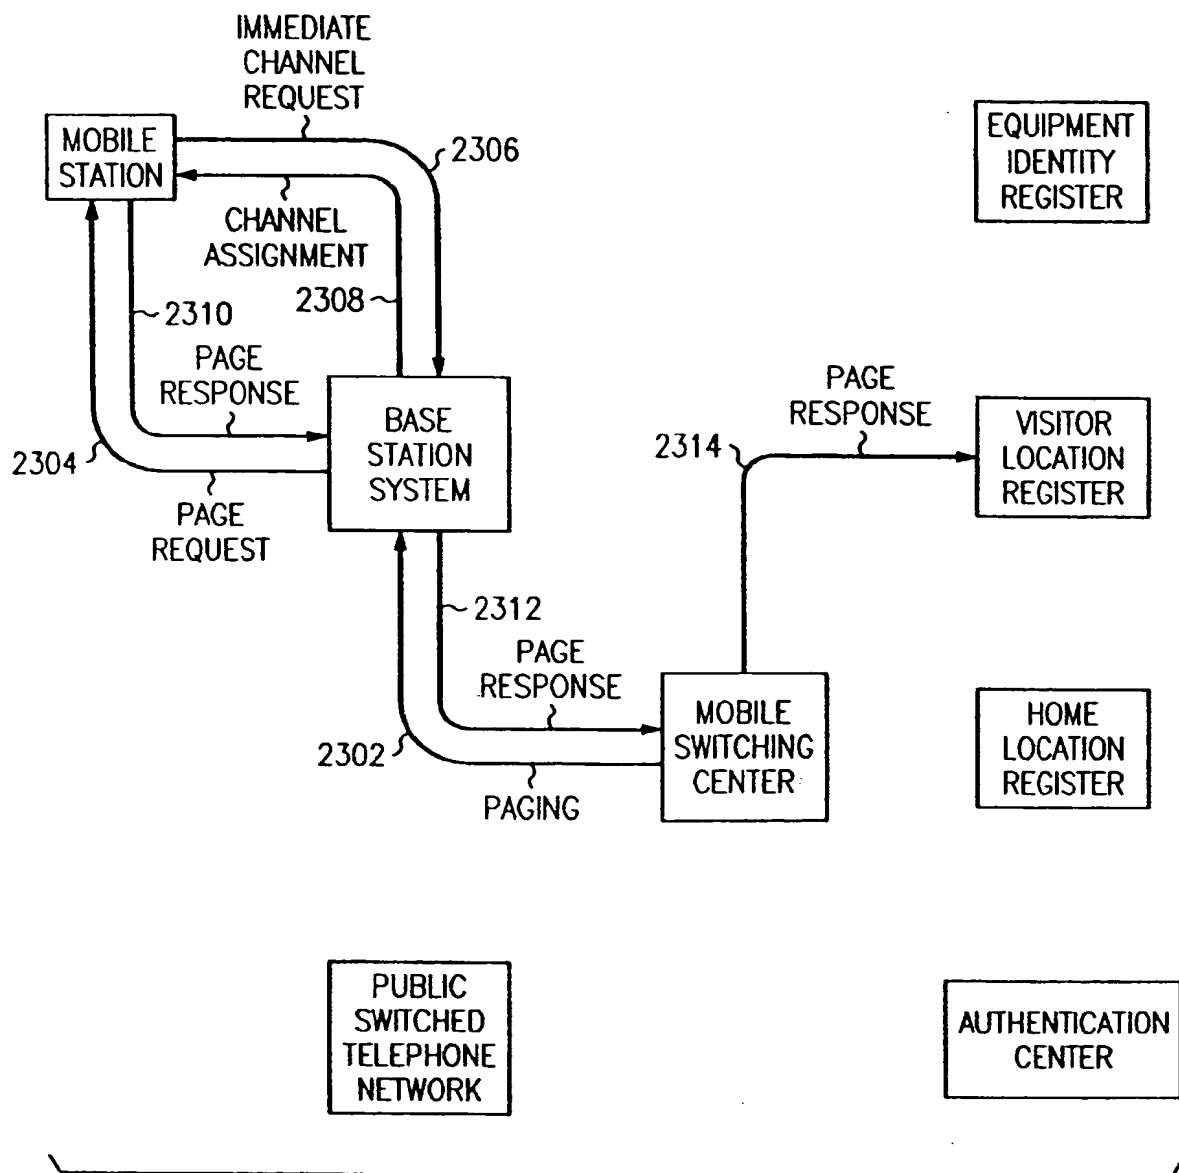 IMMEDIATE
CHANNEL
REQUEST
MOBILE
STATION
2306
EQUIPMENT
IDENTITY
REGISTER
CHANNEL
ASSIGNMENT
2308
2310
PAGE
RESPONSE
2304
PAGE
REQUEST
BASE
STATION
SYSTEM
PAGE
RESPONSE
2314
VISITOR
LOCATION
REGISTER
2312
PAGE
RESPONSE
2302
PAGING
MOBILE
SWITCHING
CENTER
HOME
LOCATION
REGISTER
PUBLIC
SWITCHED
TELEPHONE
NETWORK
AUTHENTICATION
CENTER